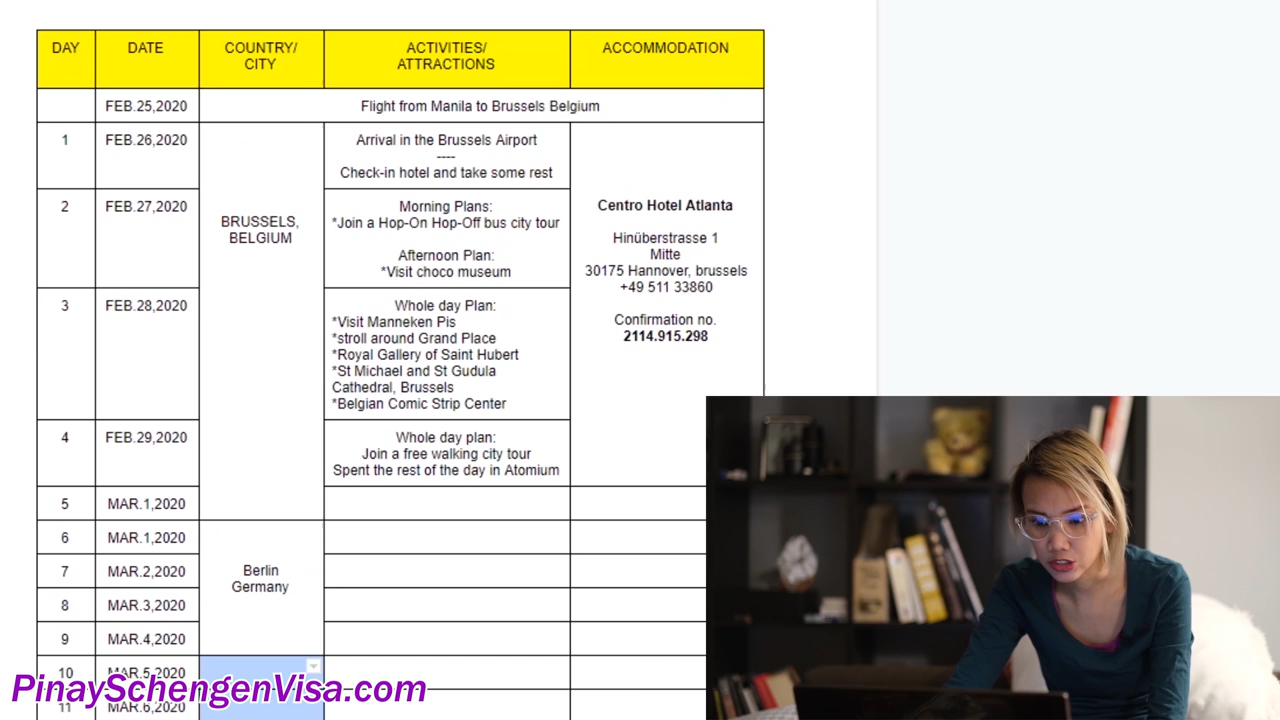 DAY DATE COUNTRY/ ACTIVITIES/ ACCOMMODATION
CITY ATTRACTIONS
FEB.25,2020 Flight from Manila to Brussels Belgium
1 FEB.26,2020 Arrival in the Brussels Airport
----
Check-in hotel and take some rest
2 FEB.27,2020 Morning Plans:
*Join a Hop-On Hop-Off bus city tour
Afternoon Plan:
*Visit choco museum
BRUSSELS,
BELGIUM
Centro Hotel Atlanta
Hinüberstrasse 1
Mitte
30175 Hannover, brussels
+49 511 33860
Confirmation no.
2114.915.298
3 FEB.28,2020 Whole day Plan:
*Visit Manneken Pis
*stroll around Grand Place
*Royal Gallery of Saint Hubert
*St Michael and St Gudula
Cathedral, Brussels
*Belgian Comic Strip Center
4 FEB.29,2020 Whole day plan:
Join a free walking city tour
Spent the rest of the day in Atomium
5 MAR.1,2020
6 MAR.1,2020
7 MAR.2,2020
Berlin
Germany
8 MAR.3,2020
9 MAR.4,2020
10 MAR.5,2020
11 MAR.6,2020
PinaySchengenVisa.com